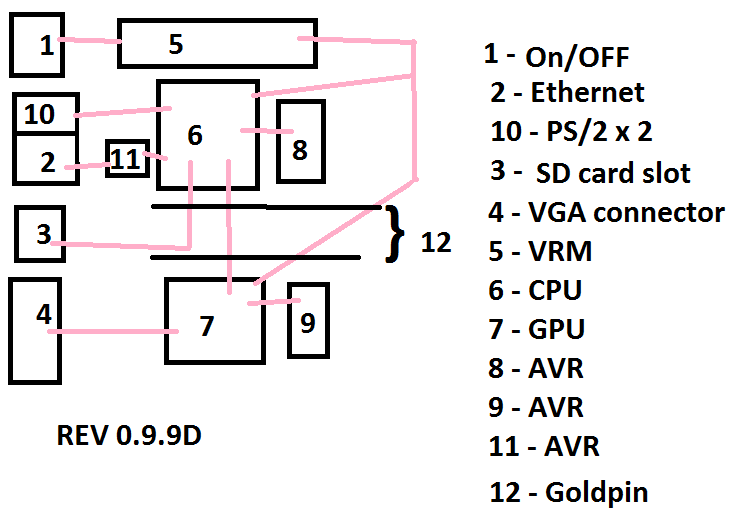 1
5
10
2
11
6
8
3
12
4
7
9
REV 0.9.9D
1 - On/OFF
2 - Ethernet
10 - PS/2 x 2
3 - SD card slot
4 - VGA connector
5 - VRM
6 - CPU
7 - GPU
8 - AVR
9 - AVR
11 - AVR
12 - Goldpin
}